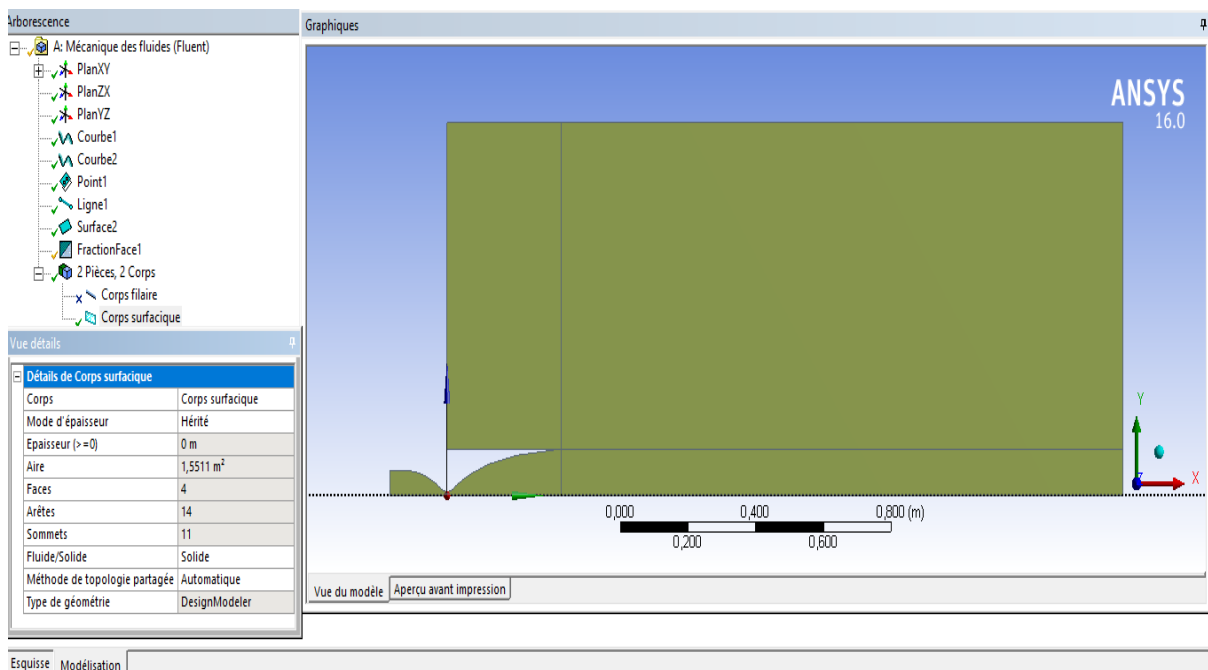 Arborescence
A: Mécanique des fluides (Fluent)
PlanXY
PlanZX
PlanYZ
Courbe1
Courbe2
Point1
Ligne1
Surface2
FractionFace1
2 Pièces, 2 Corps
Corps filaire
Corps surfacique
Vue détails
Détails de Corps surfacique
Corps Corps surfacique
Mode d'épaisseur Hérité
Epaisseur (>=0) 0 m
Aire 1,5511 m²
Faces 4
Arêtes 14
Sommets 11
Fluide/Solide Solide
Méthode de topologie partagée Automatique
Type de géométrie DesignModeler
Esquisse Modélisation
Graphiques
ANSYS
16.0
Y
X
Z
0,000 0,400 0,800 (m)
0,200 0,600
Vue du modèle Aperçu avant impression